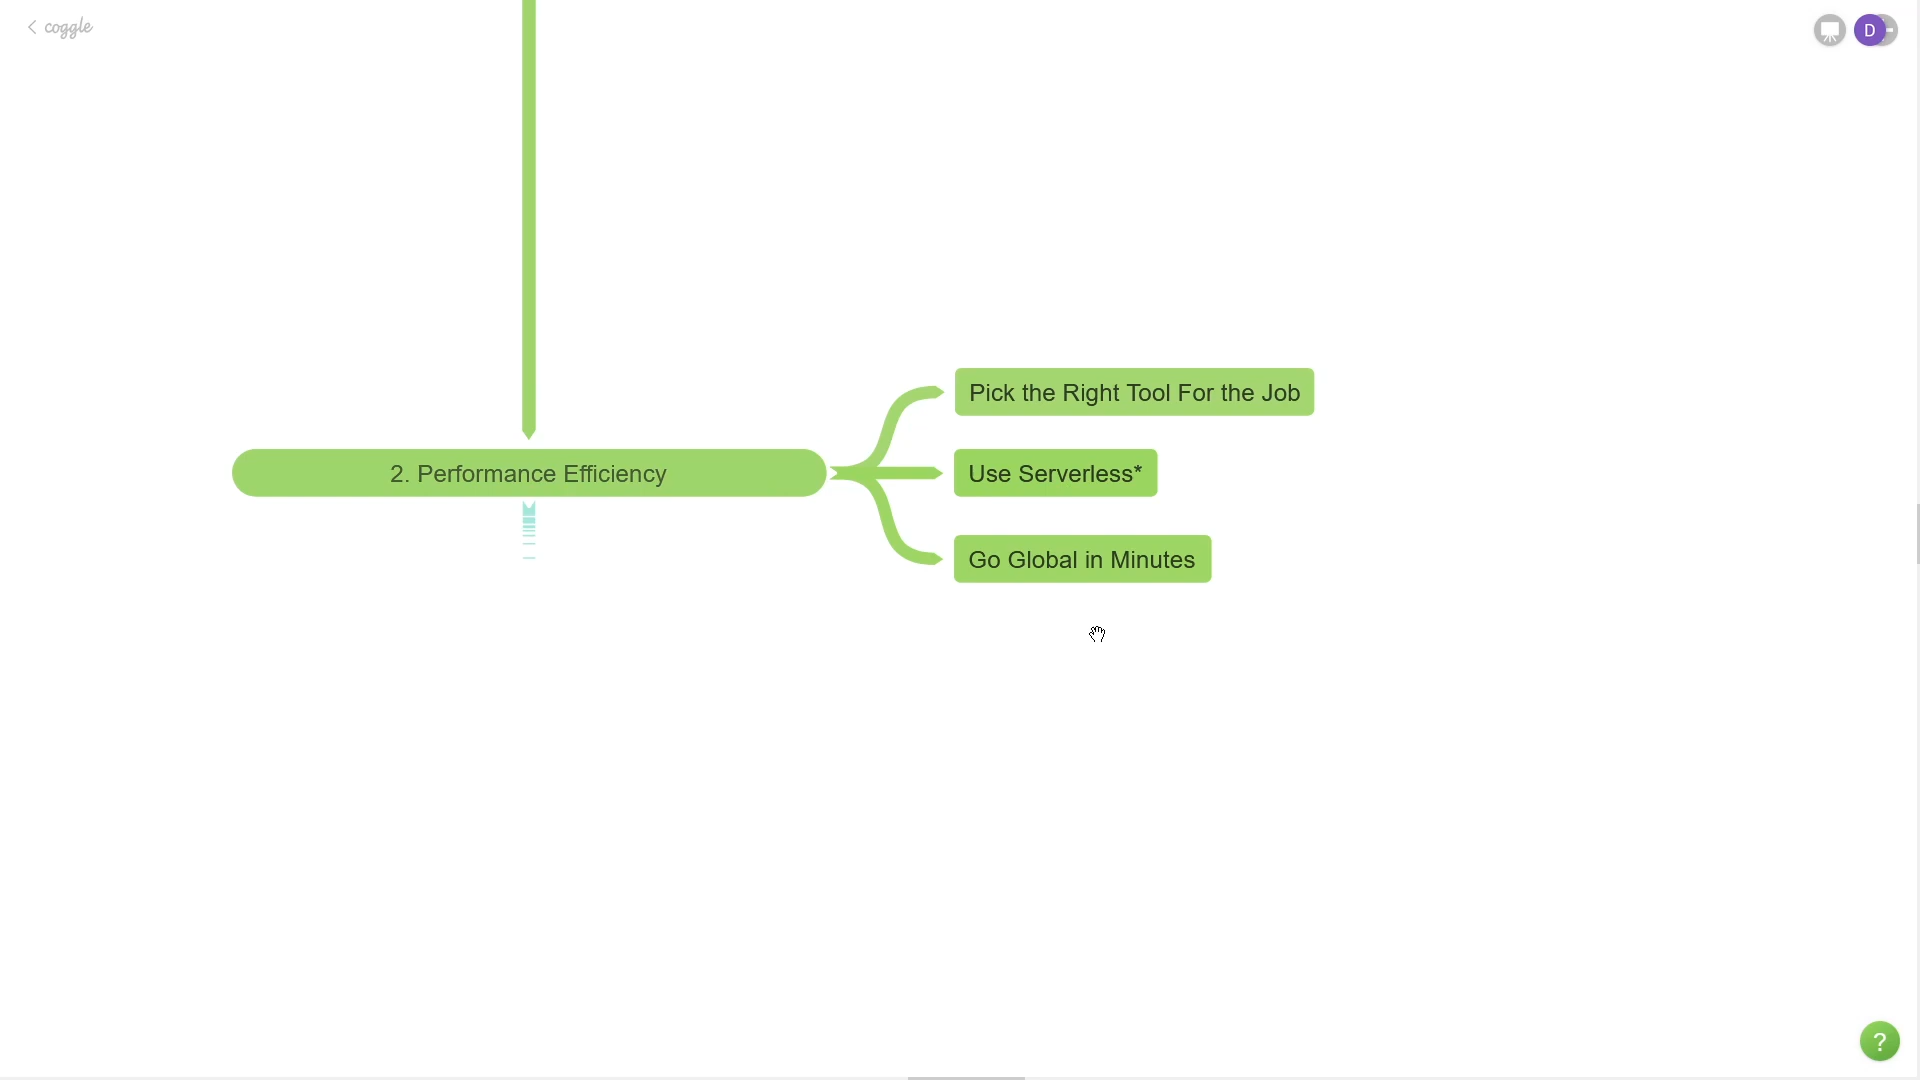 coggle
D
Pick the Right Tool For the Job
2. Performance Efficiency
Use Serverless*
Go Global in Minutes
?